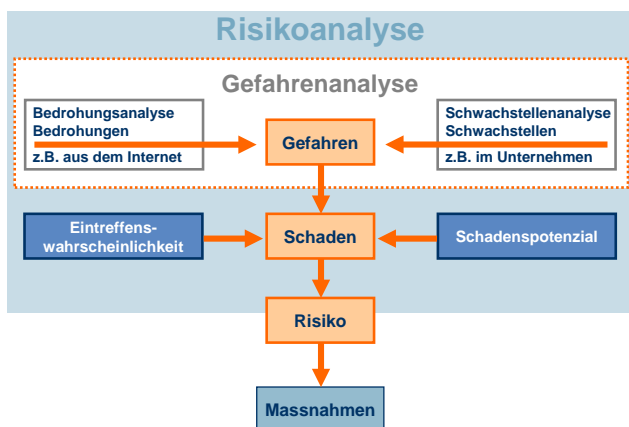 Risikoanalyse
Gefahrenanalyse
Bedrohungsanalyse
Bedrohungen
z.B. aus dem Internet
Gefahren
Schwachstellenanalyse
Schwachstellen
z.B. im Unternehmen
Eintreffens-
wahrscheinlichkeit
Schaden
Schadenspotenzial
Risiko
Massnahmen